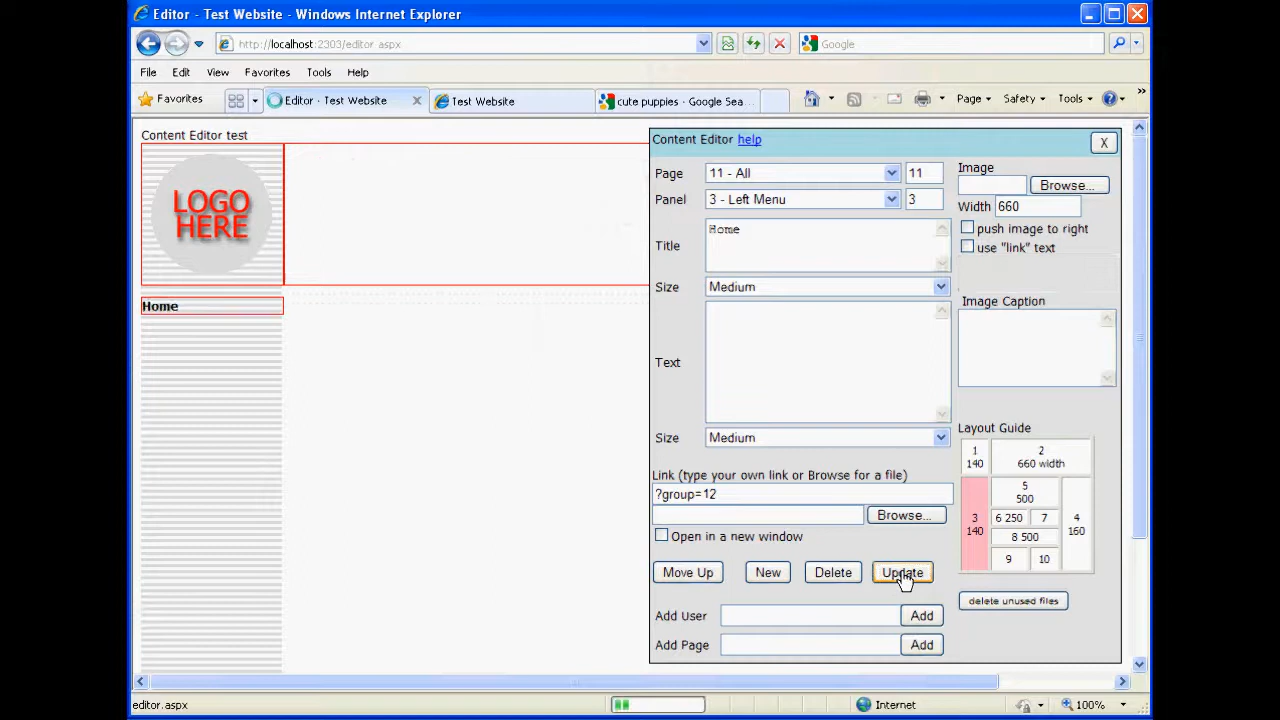 Editor - Test Website - Windows Internet Explorer
http://localhost:2303/editor.aspx
Google
File Edit View Favorites Tools Help
Favorites
Editor - Test Website
Test Website
cute puppies - Google Sea...
Page
Safety
Tools
Content Editor test
LOGO
HERE
Home
Content Editor help
X
Page
11 - All
11
Panel
3 - Left Menu
3
Title
Home
Size
Medium
Text
Size
Medium
Link (type your own link or Browse for a file)
?group=12
Browse...
Open in a new window
Move Up
New
Delete
Update
Add User
Add
Add Page
Add
Image
Browse...
Width
660
push image to right
use "link" text
Image Caption
Layout Guide
1
140
2
660 width
3
140
5
500
6 250
7
8 500
9
10
4
160
delete unused files
editor.aspx
Internet
100%